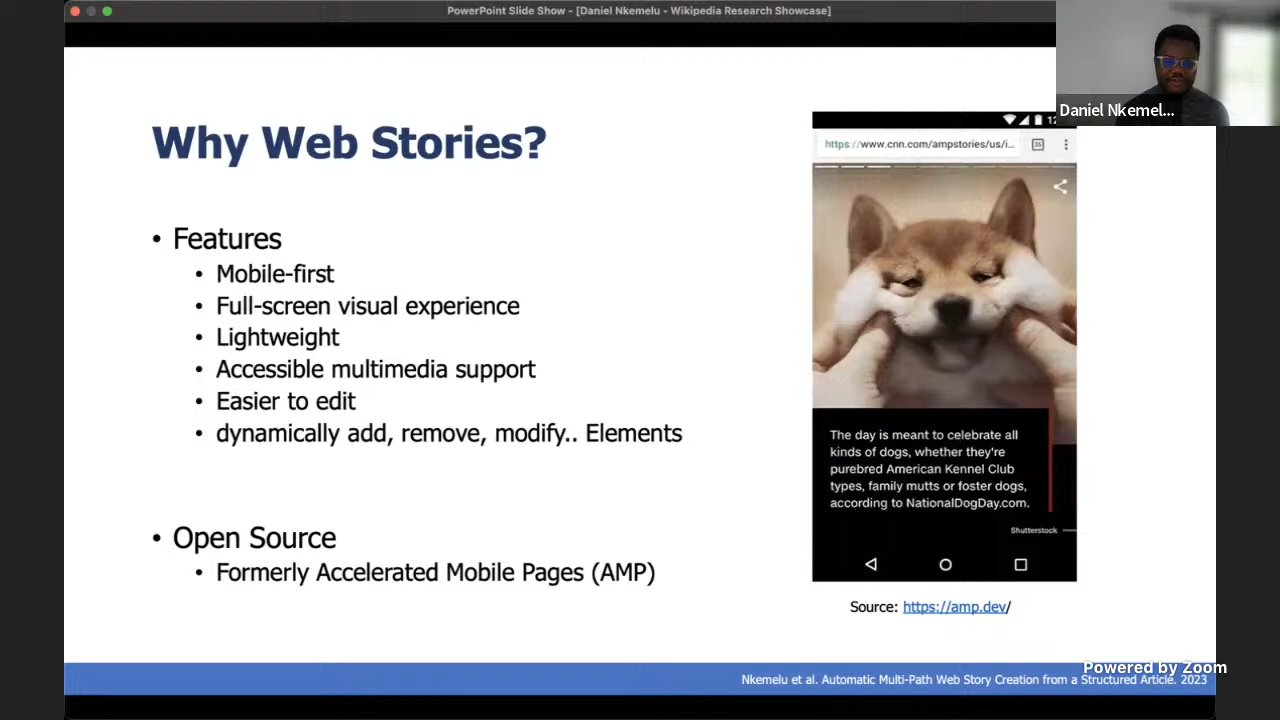 PowerPoint Slide Show - [Daniel Nkemelu - Wikipedia Research Showcase]
Daniel Nkemel...
Why Web Stories?
• Features
• Mobile-first
• Full-screen visual experience
• Lightweight
• Accessible multimedia support
• Easier to edit
• dynamically add, remove, modify.. Elements
• Open Source
• Formerly Accelerated Mobile Pages (AMP)
12
https://www.cnn.com/ampstories/us/i...
The day is meant to celebrate all
kinds of dogs, whether they're
purebred American Kennel Club
types, family mutts or foster dogs,
according to NationalDogDay.com.
Shutterstock
Source: https://amp.dev/
Powered by Zoom
Nkemelu et al. Automatic Multi-Path Web Story Creation from a Structured Article. 2023